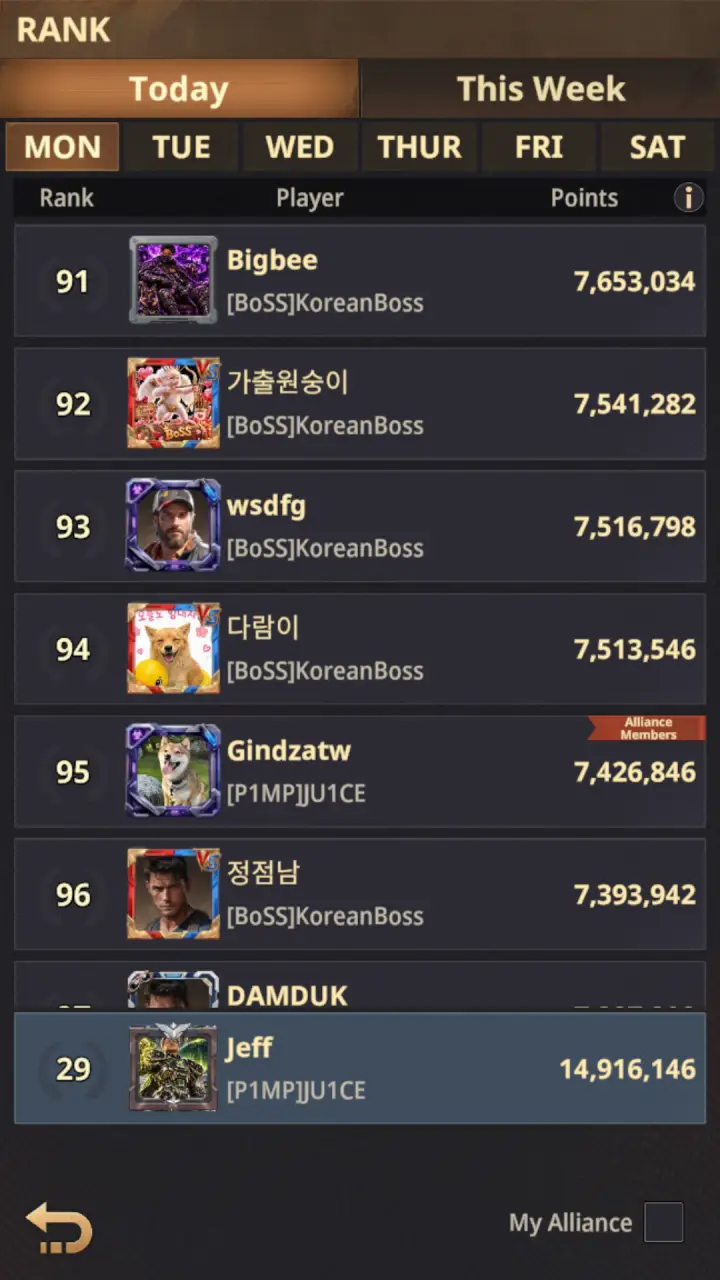 RANK
Today
This Week
MON
TUE
WED
THUR
FRI
SAT
Rank
Player
Points
i
91
Bigbee
[BoSS]KoreanBoss
7,653,034
92
BoSS
가출원숭이
[BoSS]KoreanBoss
7,541,282
93
wsdfg
[BoSS]KoreanBoss
7,516,798
94
다람이
[BoSS]KoreanBoss
7,513,546
Alliance
Members
95
Gindzatw
[P1MP]JU1CE
7,426,846
96
정점남
[BoSS]KoreanBoss
7,393,942
DAMDUK
29
Jeff
[P1MP]JU1CE
14,916,146
My Alliance